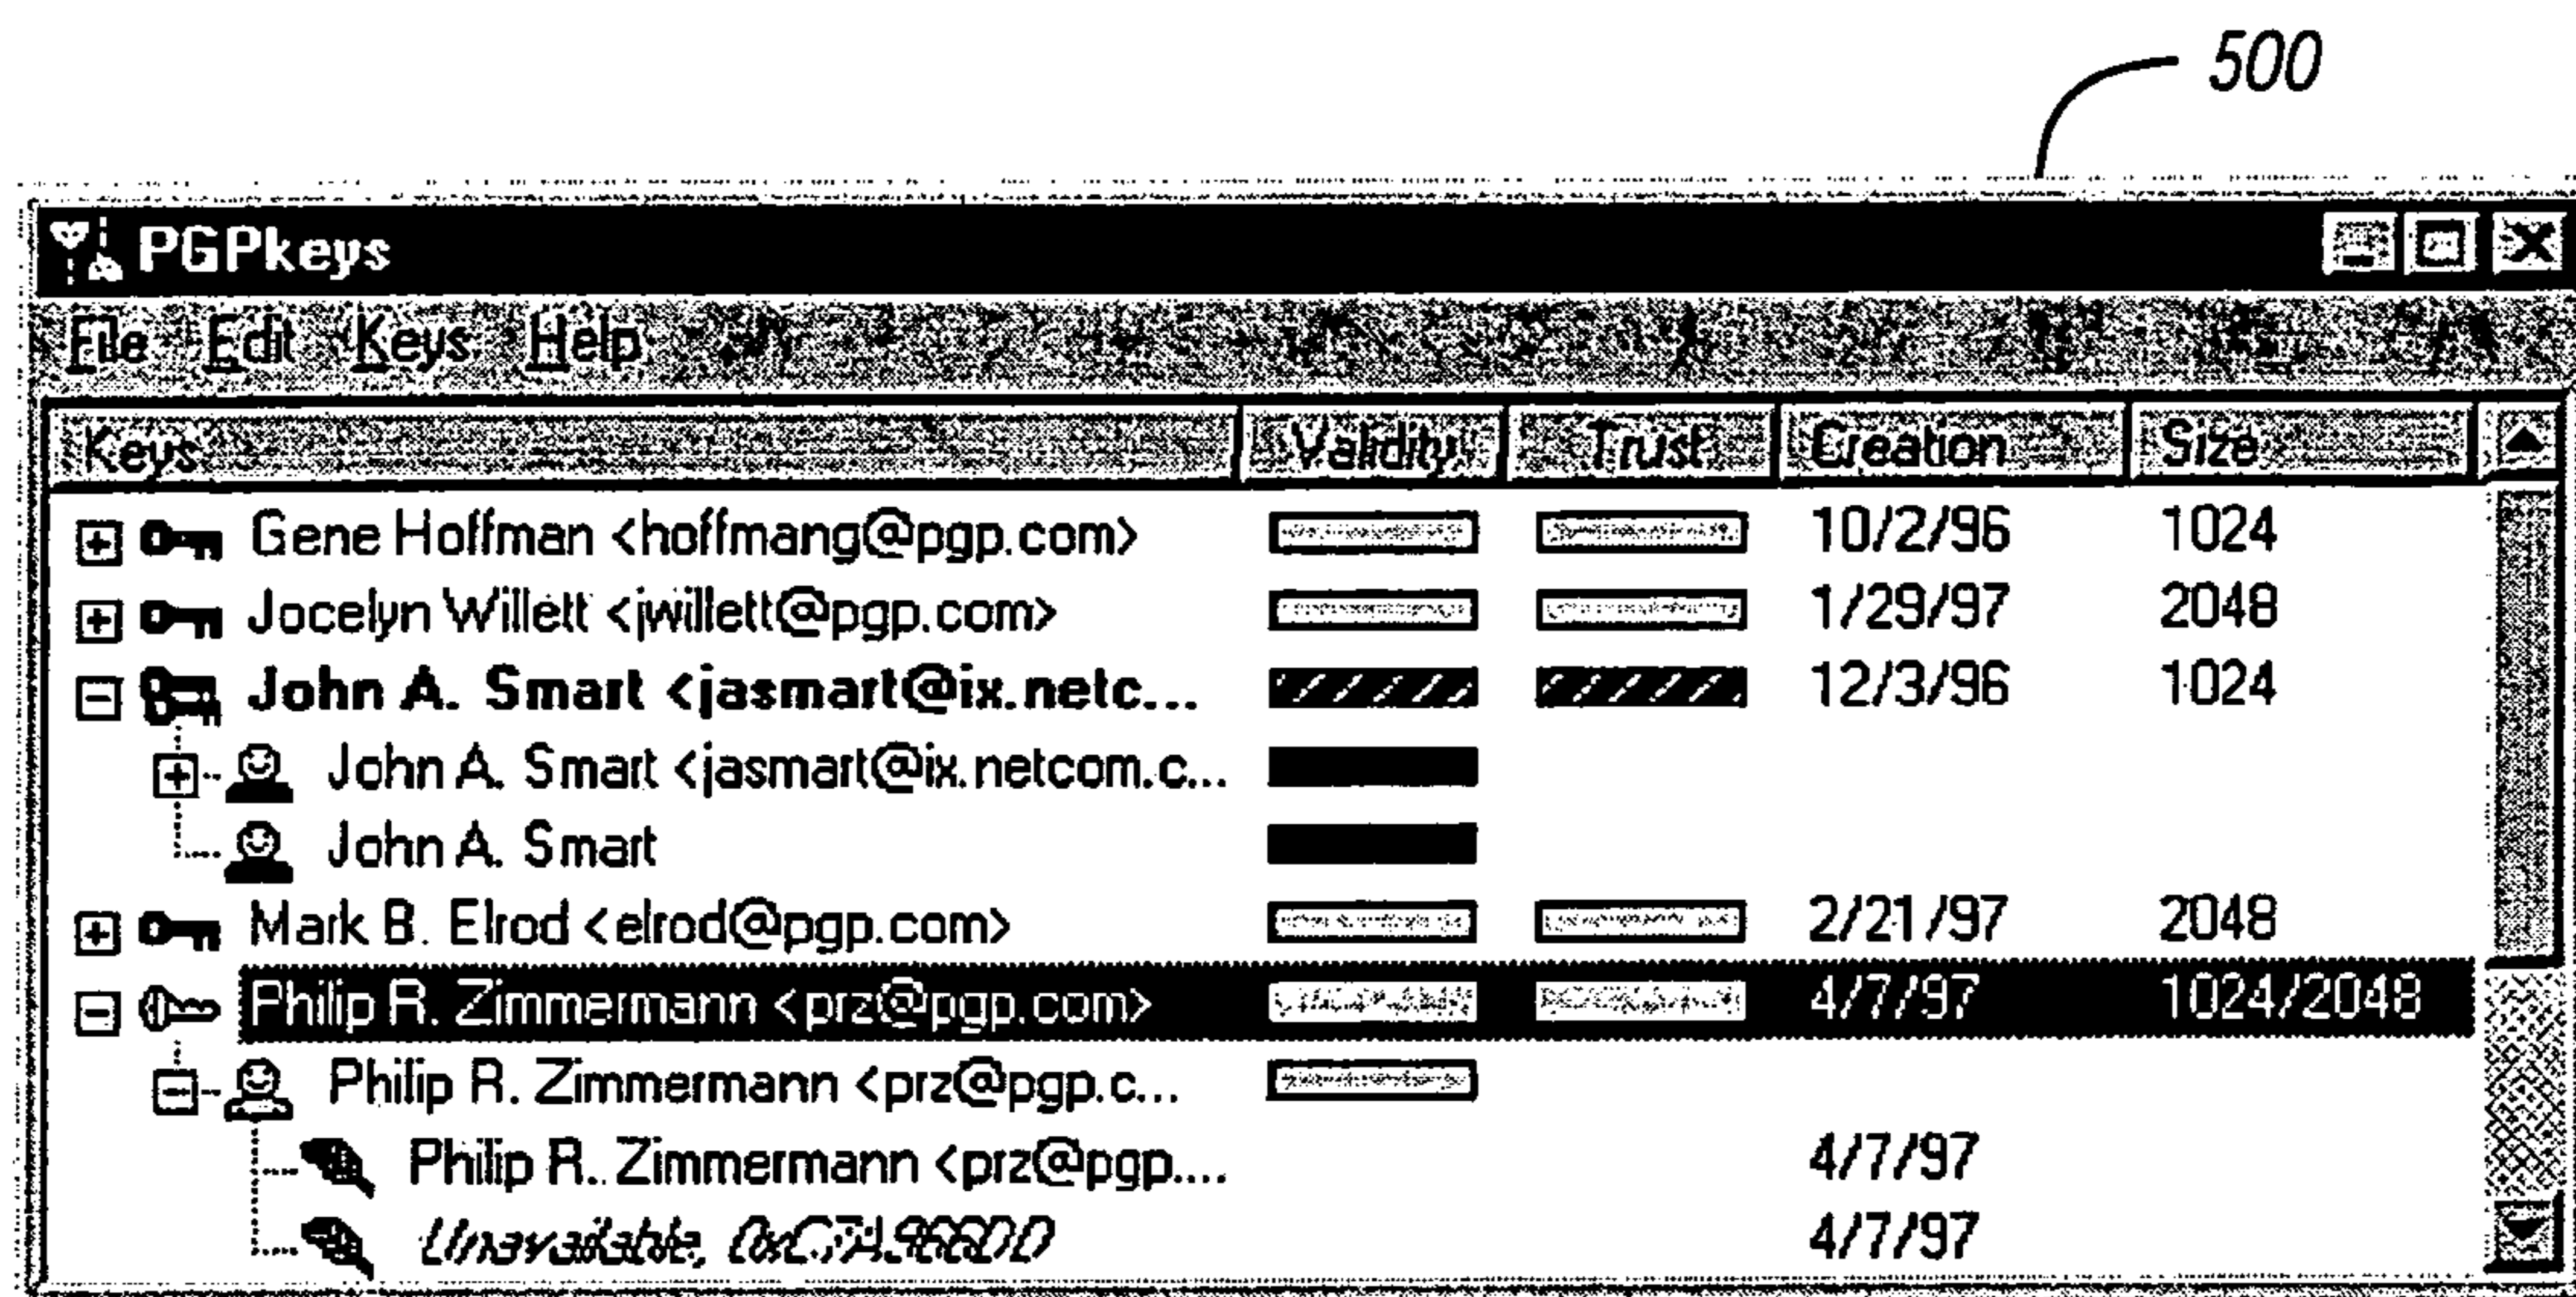 500
PGPkeys
File Edit Keys Help
Keys Validity Trust Creation Size
Gene Hoffman <hoffmang@pgp.com> 10/2/96 1024
Jocelyn Willett <jwillett@pgp.com> 1/29/97 2048
John A. Smart <jasmart@ix.netc... 12/3/96 1024
John A. Smart <jasmart@ix.netcom.c...
John A. Smart
Mark B. Elrod <elrod@pgp.com> 2/21/97 2048
Philip R. Zimmermann <prz@pgp.com> 4/7/97 1024/2048
Philip R. Zimmermann <prz@pgp.c...
Philip R. Zimmermann <prz@pgp.... 4/7/97
Unavailable, 4/7/97